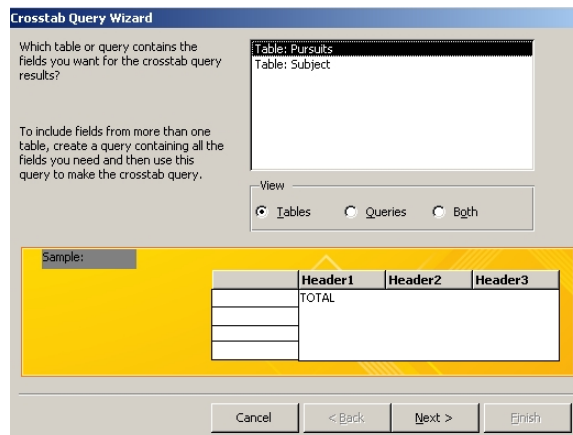 Crosstab Query Wizard
Which table or query contains the
fields you want for the crosstab query
results?
To include fields from more than one
table, create a query containing all the
fields you need and then use this
query to make the crosstab query.
Table: Pursuits
Table: Subject
View
Tables Queries Both
Sample:
Header1 Header2 Header3
TOTAL
Cancel < Back Next > Finish